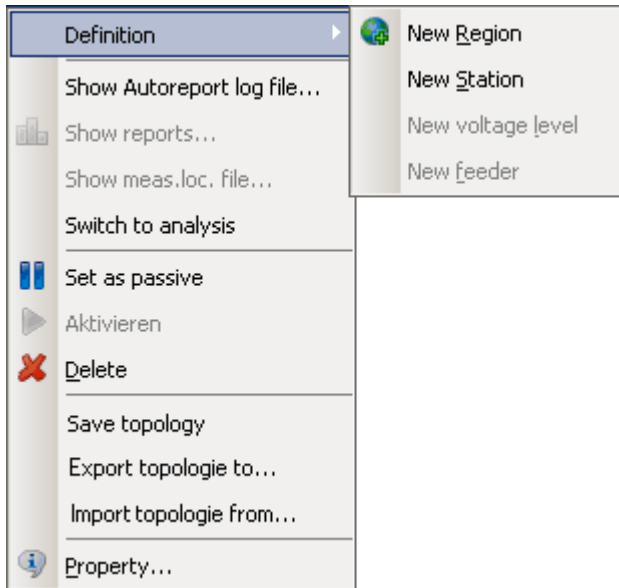 Definition
Show Autoreport log file...
Show reports...
Show meas.loc. file...
Switch to analysis
Set as passive
Aktivieren
Delete
Save topology
Export topologie to...
Import topologie from...
Property...
New Region
New Station
New voltage level
New feeder